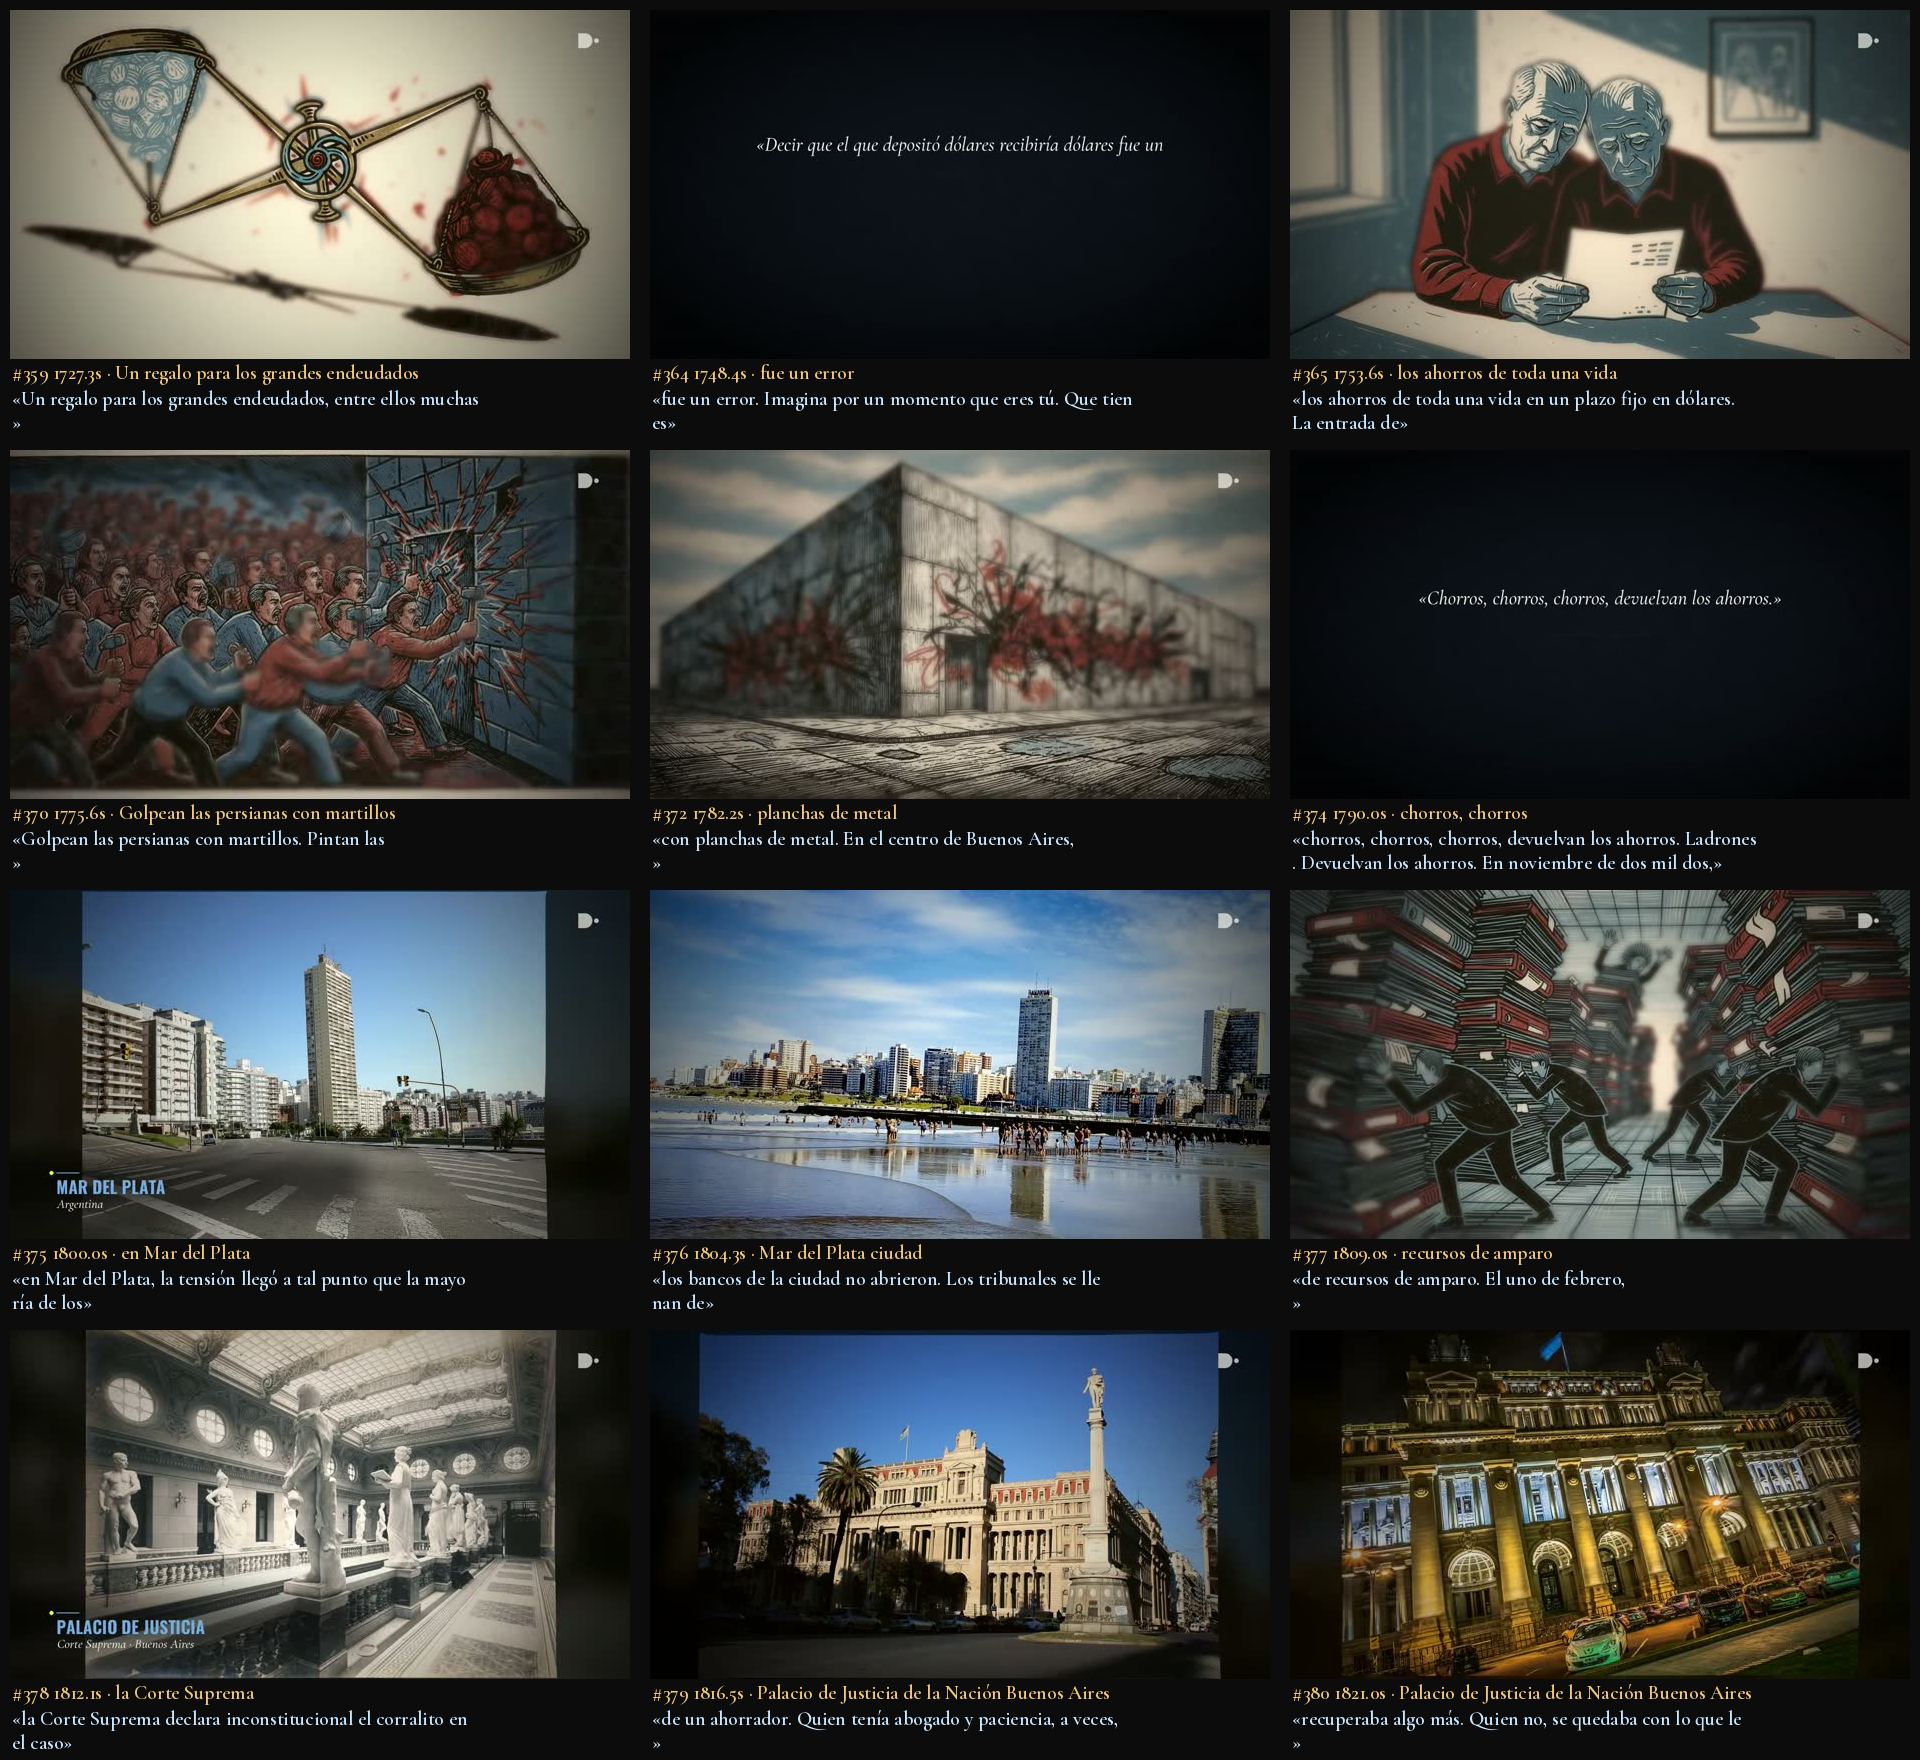 «Decir que el que depositó dólares recibiría dólares fue un
#359 1727.3s · Un regalo para los grandes endeudados
«Un regalo para los grandes endeudados, entre ellos muchas
»
#364 1748.4s · fue un error
«fue un error. Imagina por un momento que eres tú. Que tien
es»
#365 1753.6s · los ahorros de toda una vida
«los ahorros de toda una vida en un plazo fijo en dólares.
La entrada de»
«Chorros, chorros, chorros, devuelvan los ahorros.»
#370 1775.6s · Golpean las persianas con martillos
«Golpean las persianas con martillos. Pintan las
»
#372 1782.2s · planchas de metal
«con planchas de metal. En el centro de Buenos Aires,
»
#374 1790.0s · chorros, chorros
«chorros, chorros, chorros, devuelvan los ahorros. Ladrones
. Devuelvan los ahorros. En noviembre de dos mil dos,»
MAR DEL PLATA
Argentina
#375 1800.0s · en Mar del Plata
«en Mar del Plata, la tensión llegó a tal punto que la mayo
ría de los»
#376 1804.3s · Mar del Plata ciudad
«los bancos de la ciudad no abrieron. Los tribunales se lle
nan de»
#377 1809.0s · recursos de amparo
«de recursos de amparo. El uno de febrero,
»
PALACIO DE JUSTICIA
Corte Suprema · Buenos Aires
#378 1812.1s · la Corte Suprema
«la Corte Suprema declara inconstitucional el corralito en
el caso»
#379 1816.5s · Palacio de Justicia de la Nación Buenos Aires
«de un ahorrador. Quien tenía abogado y paciencia, a veces,
»
#380 1821.0s · Palacio de Justicia de la Nación Buenos Aires
«recuperaba algo más. Quien no, se quedaba con lo que le
»